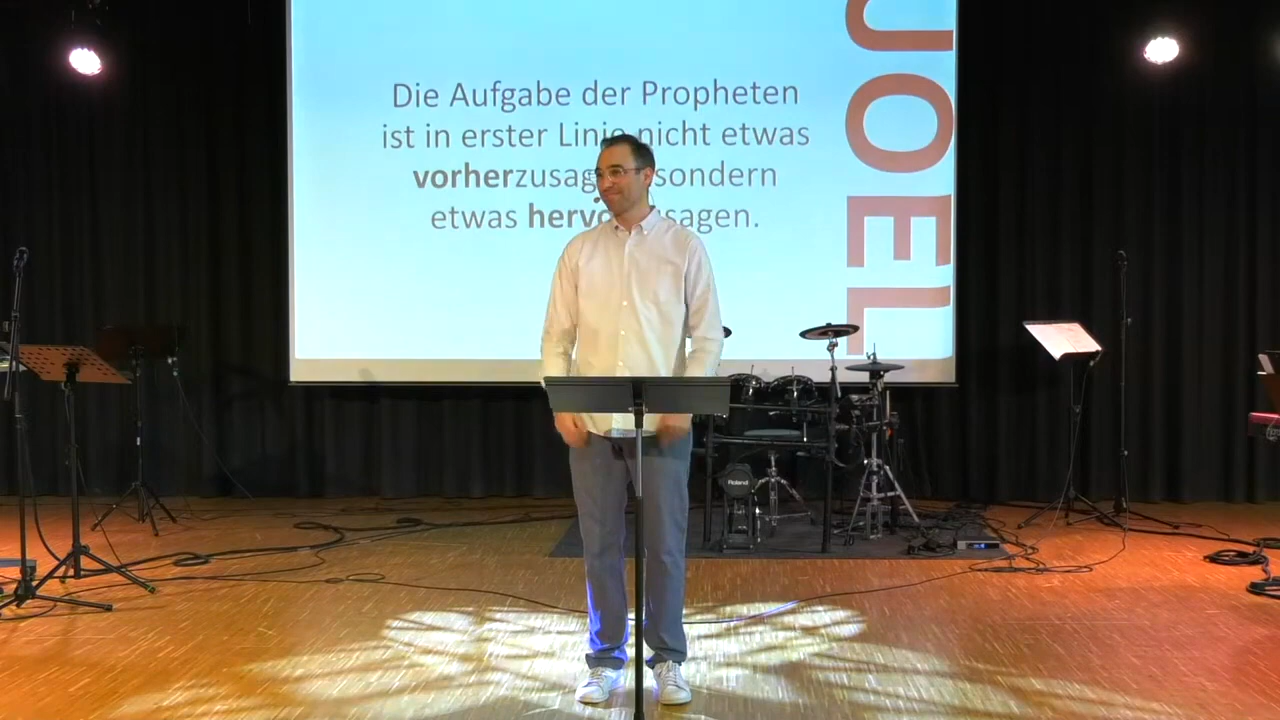 Die Aufgabe der Propheten
ist in erster Linie nicht etwas
sondern
etwas
JOEL
Roland